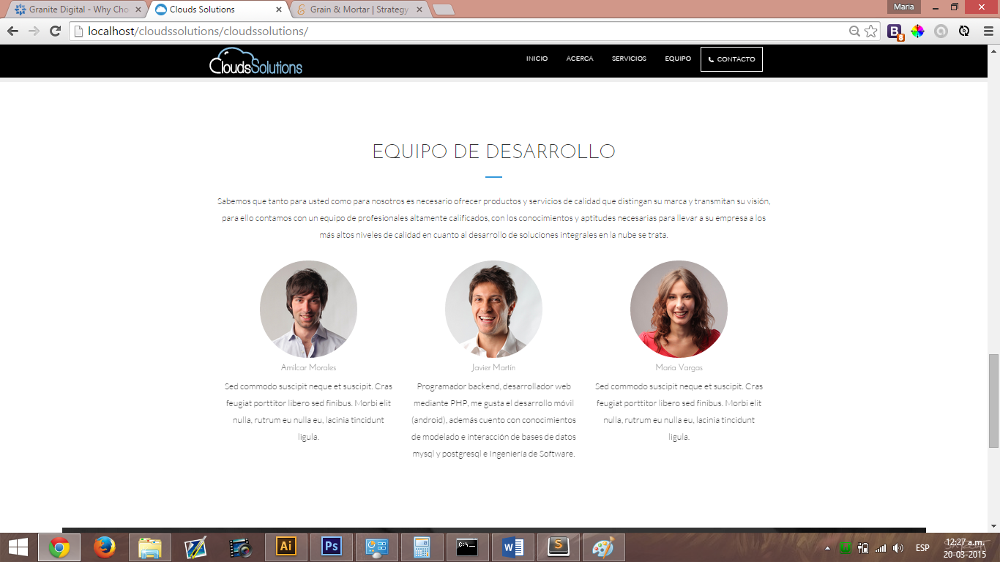 Granite Digital - Why Cho
Clouds Solutions
Grain & Mortar | Strategy
Maria
localhost/cloudssolutions/cloudssolutions/
B
8
CloudsSolutions
INICIO
ACERCA
SERVICIOS
EQUIPO
CONTACTO
EQUIPO DE DESARROLLO
Sabemos que tanto para usted como para nosotros es necesario ofrecer productos y servicios de calidad que distingan su marca y transmitan su visión,
para ello contamos con un equipo de profesionales altamente calificados, con los conocimientos y aptitudes necesarias para llevar a su empresa a los
más altos niveles de calidad en cuanto al desarrollo de soluciones integrales en la nube se trata.
Amilcar Morales
Sed commodo suscipit neque et suscipit. Cras
feugiat porttitor libero sed finibus. Morbi elit
nulla, rutrum eu nulla eu, lacinia tincidunt
ligula.
Javier Martín
Programador backend, desarrollador web
mediante PHP, me gusta el desarrollo móvil
(android), además cuento con conocimientos
de modelado e interacción de bases de datos
mysql y postgresql e Ingeniería de Software.
Maria Vargas
Sed commodo suscipit neque et suscipit. Cras
feugiat porttitor libero sed finibus. Morbi elit
nulla, rutrum eu nulla eu, lacinia tincidunt
ligula.
Ai
Ps
C:\_
W
S
ESP
12:27 a.m.
20-03-2015